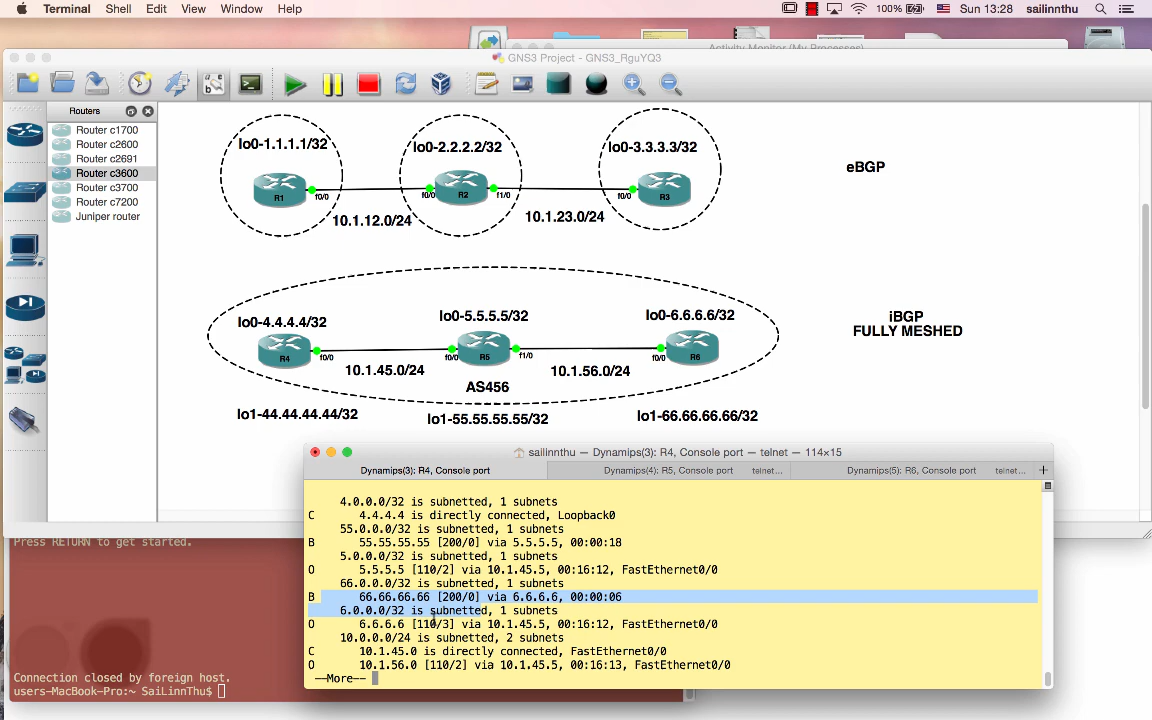 Terminal Shell Edit View Window Help 100% Sun 13:28 sailinnthu
Activity Monitor (My Processes)
GNS3 Project - GNS3_RguYQ3
Routers
Router c1700
Router c2600
Router c2691
Router c3600
Router c3700
Router c7200
Juniper router
lo0-1.1.1.1/32 lo0-2.2.2.2/32 lo0-3.3.3.3/32
eBGP
R1 f0/0 f0/0 R2 f1/0 f0/0 R3
10.1.12.0/24 10.1.23.0/24
lo0-4.4.4.4/32 lo0-5.5.5.5/32 lo0-6.6.6.6/32
iBGP
FULLY MESHED
R4 f0/0 f0/0 R5 f1/0 f0/0 R6
10.1.45.0/24 10.1.56.0/24
AS456
lo1-44.44.44.44/32 lo1-55.55.55.55/32 lo1-66.66.66.66/32
sailinnthu — Dynamips(3): R4, Console port — telnet — 114×15
Dynamips(3): R4, Console port Dynamips(4): R5, Console port telnet... Dynamips(5): R6, Console port telnet... +
4.0.0.0/32 is subnetted, 1 subnets
C 4.4.4.4 is directly connected, Loopback0
55.0.0.0/32 is subnetted, 1 subnets
B 55.55.55.55 [200/0] via 5.5.5.5, 00:00:18
5.0.0.0/32 is subnetted, 1 subnets
O 5.5.5.5 [110/2] via 10.1.45.5, 00:16:12, FastEthernet0/0
66.0.0.0/32 is subnetted, 1 subnets
B 66.66.66.66 [200/0] via 6.6.6.6, 00:00:06
6.0.0.0/32 is subnetted, 1 subnets
O 6.6.6.6 [110/3] via 10.1.45.5, 00:16:12, FastEthernet0/0
10.0.0.0/24 is subnetted, 2 subnets
C 10.1.45.0 is directly connected, FastEthernet0/0
O 10.1.56.0 [110/2] via 10.1.45.5, 00:16:13, FastEthernet0/0
--More--
Press RETURN to get started.
Connection closed by foreign host.
users-MacBook-Pro:~ SaiLinnThu$